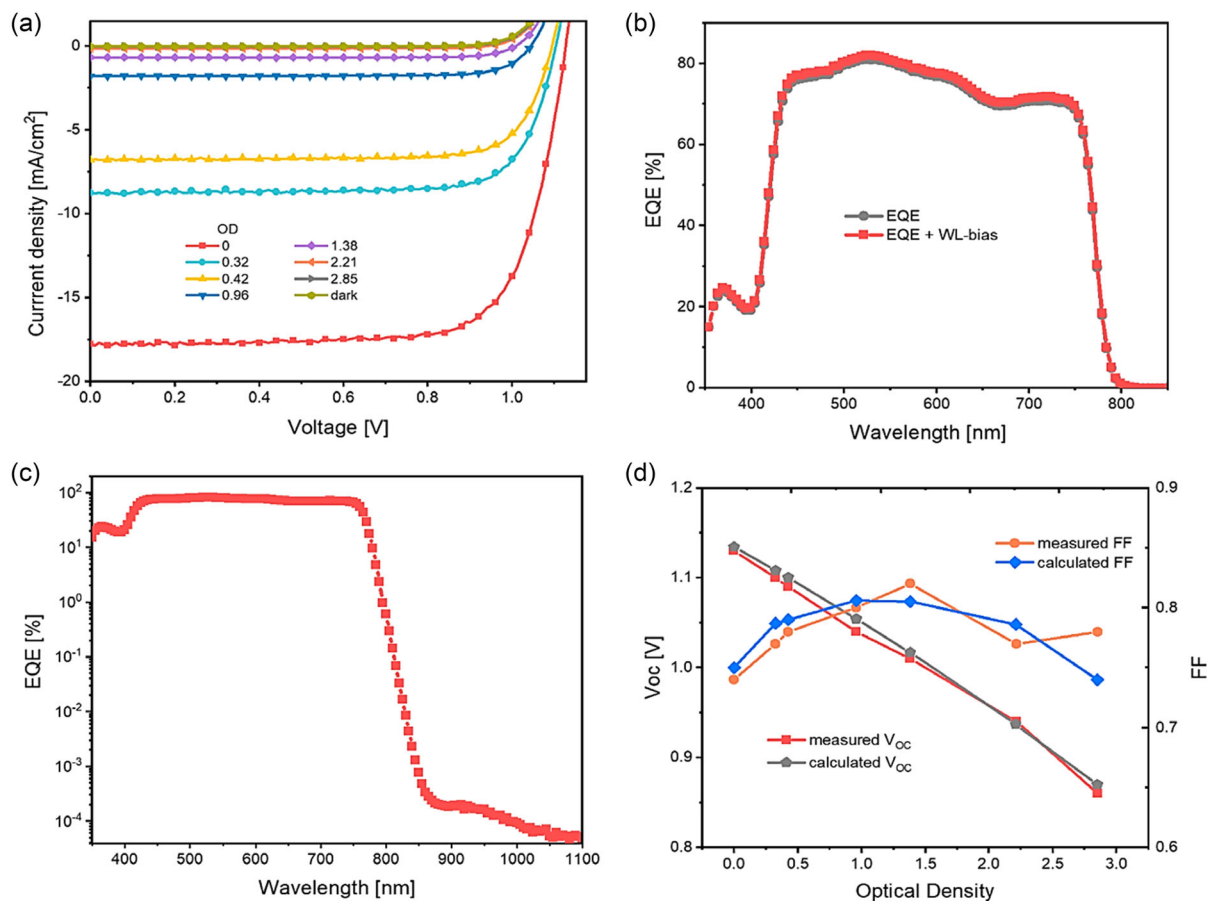 (a)
0
-5
-10
-15
-20
Currrent density [mA/cm²]
OD
0
0.32
0.42
0.96
1.38
2.21
2.85
dark
0.0 0.2 0.4 0.6 0.8 1.0
Voltage [V]
(b)
80
60
40
20
0
EQE [%]
EQE
EQE + WL-bias
400 500 600 700 800
Wavelength [nm]
(c)
10²
10¹
10⁰
10⁻¹
10⁻²
10⁻³
10⁻⁴
EQE [%]
400 500 600 700 800 900 1000 1100
Wavelength [nm]
(d)
1.2
1.1
1.0
0.9
0.8
Voc [V]
measured FF
calculated FF
measured V_OC
calculated V_OC
0.9
0.8
0.7
0.6
FF
0.0 0.5 1.0 1.5 2.0 2.5 3.0
Optical Density